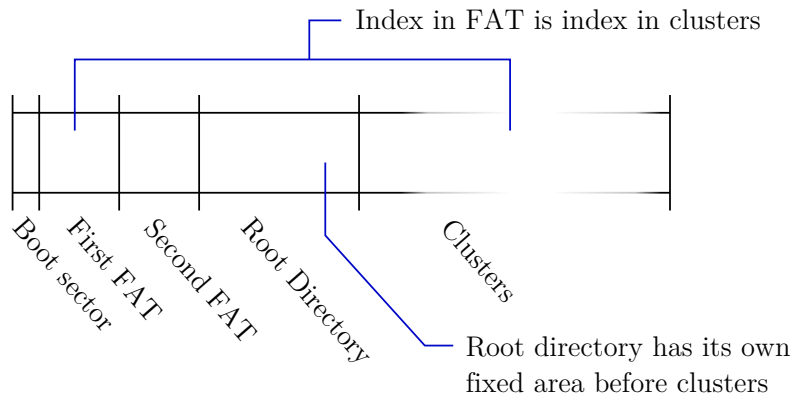 Index in FAT is index in clusters
Boot sector
First FAT
Second FAT
Root Directory
Clusters
Root directory has its own
fixed area before clusters